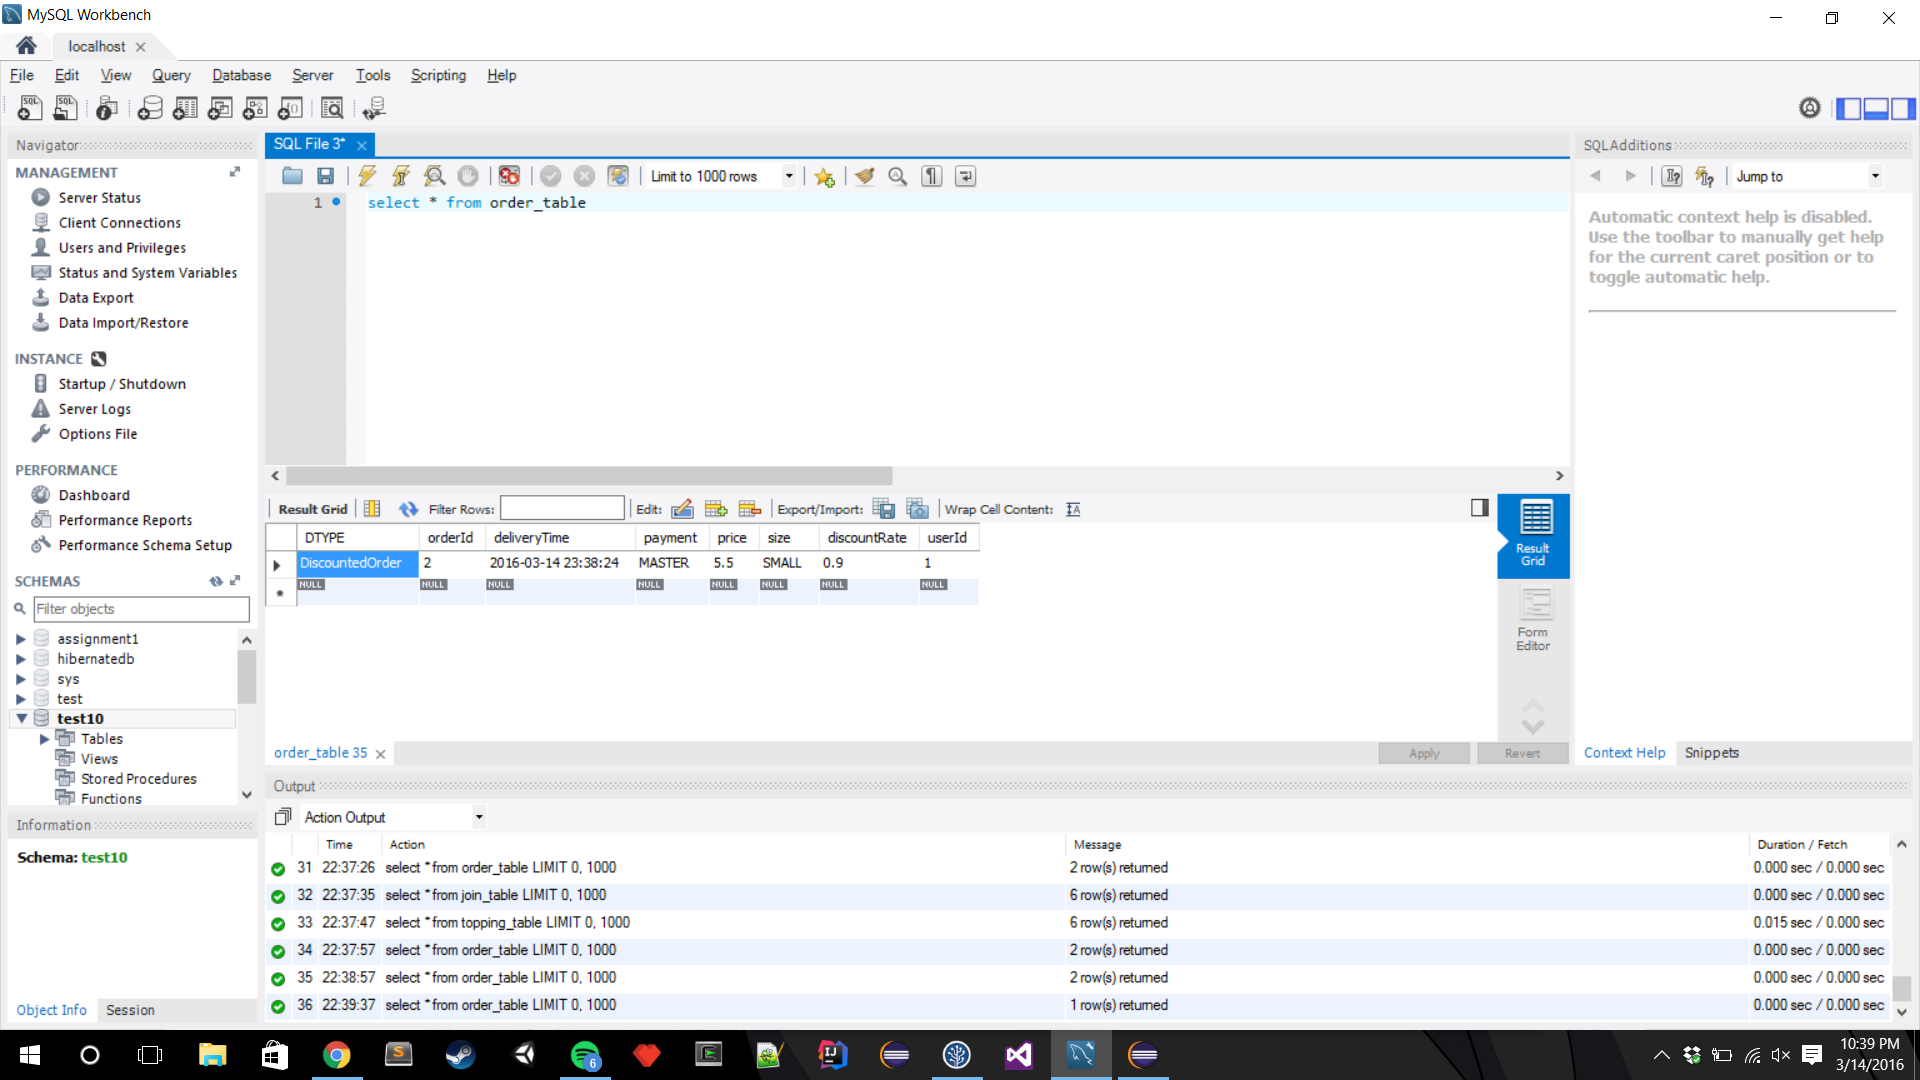 MySQL Workbench
localhost
File Edit View Query Database Server Tools Scripting Help
Navigator
MANAGEMENT
Server Status
Client Connections
Users and Privileges
Status and System Variables
Data Export
Data Import/Restore
INSTANCE
Startup / Shutdown
Server Logs
Options File
PERFORMANCE
Dashboard
Performance Reports
Performance Schema Setup
SCHEMAS
Filter objects
assignment1
hibernatedb
sys
test
test10
Tables
Views
Stored Procedures
Functions
Information
Schema: test10
Object Info Session
SQL File 3*
Limit to 1000 rows
1 select * from order_table
Result Grid Filter Rows: Edit: Export/Import: Wrap Cell Content:
DTYPE orderId deliveryTime payment price size discountRate userId
DiscountedOrder 2 2016-03-14 23:38:24 MASTER 5.5 SMALL 0.9 1
NULL NULL NULL NULL NULL NULL NULL NULL
Result
Grid
Form
Editor
order_table 35
Apply Revert
SQLAdditions
Jump to
Automatic context help is disabled.
Use the toolbar to manually get help
for the current caret position or to
toggle automatic help.
Context Help Snippets
Output
Action Output
Time Action Message Duration / Fetch
31 22:37:26 select * from order_table LIMIT 0, 1000 2 row(s) returned 0.000 sec / 0.000 sec
32 22:37:35 select * from join_table LIMIT 0, 1000 6 row(s) returned 0.000 sec / 0.000 sec
33 22:37:47 select * from topping_table LIMIT 0, 1000 6 row(s) returned 0.015 sec / 0.000 sec
34 22:37:57 select * from order_table LIMIT 0, 1000 2 row(s) returned 0.000 sec / 0.000 sec
35 22:38:57 select * from order_table LIMIT 0, 1000 2 row(s) returned 0.000 sec / 0.000 sec
36 22:39:37 select * from order_table LIMIT 0, 1000 1 row(s) returned 0.000 sec / 0.000 sec
6
10:39 PM
3/14/2016